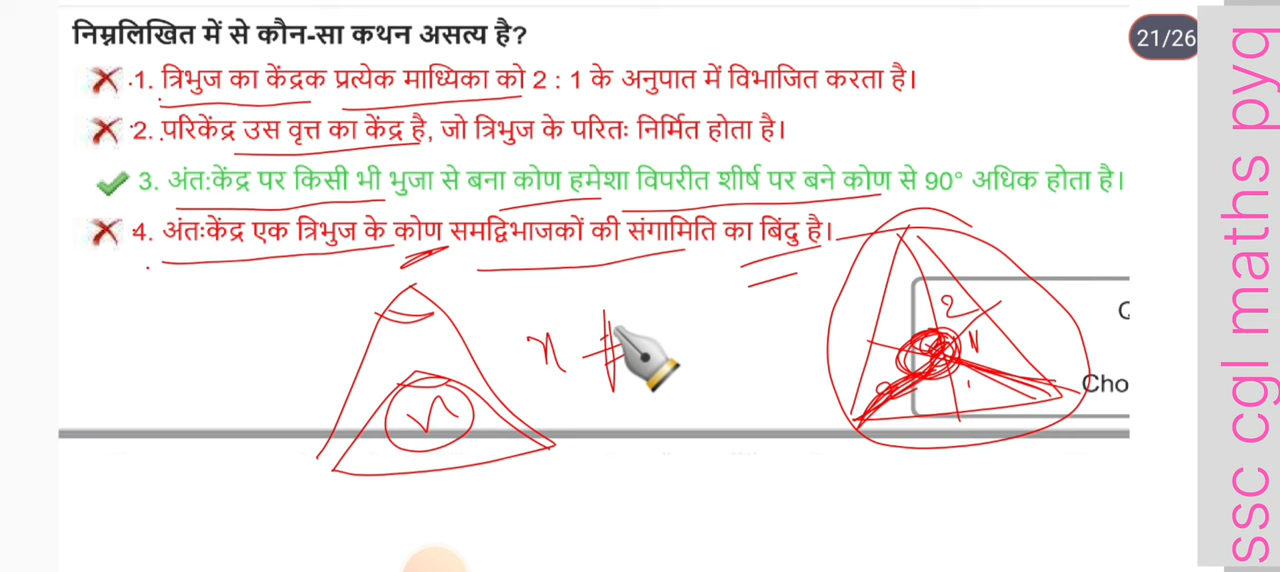 निम्नलिखित में से कौन-सा कथन असत्य है?
21/26
1. त्रिभुज का केंद्रक प्रत्येक माध्यिका को 2 : 1 के अनुपात में विभाजित करता है।
2. परिकेंद्र उस वृत्त का केंद्र है, जो त्रिभुज के परितः निर्मित होता है।
3. अंतःकेंद्र पर किसी भी भुजा से बना कोण हमेशा विपरीत शीर्ष पर बने कोण से 90° अधिक होता है।
4. अंतःकेंद्र एक त्रिभुज के कोण समद्विभाजकों की संगामिति का बिंदु है।
2
Cho
ssc cgl maths pyq